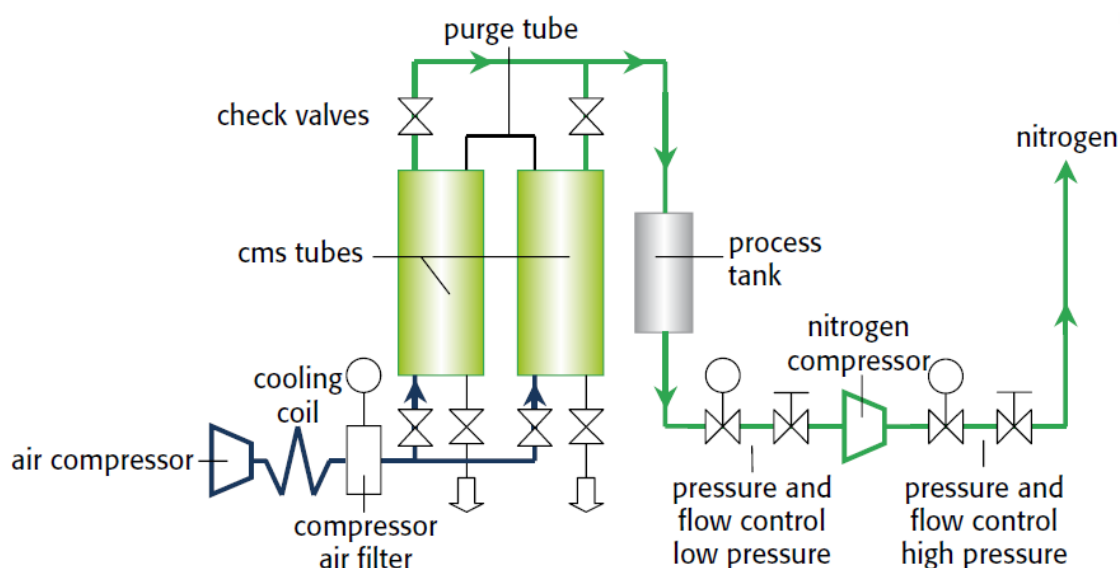 purge tube
check valves
nitrogen
cms tubes
process
tank
nitrogen
compressor
cooling
coil
air compressor
compressor
air filter
pressure and
flow control
low pressure
pressure and
flow control
high pressure